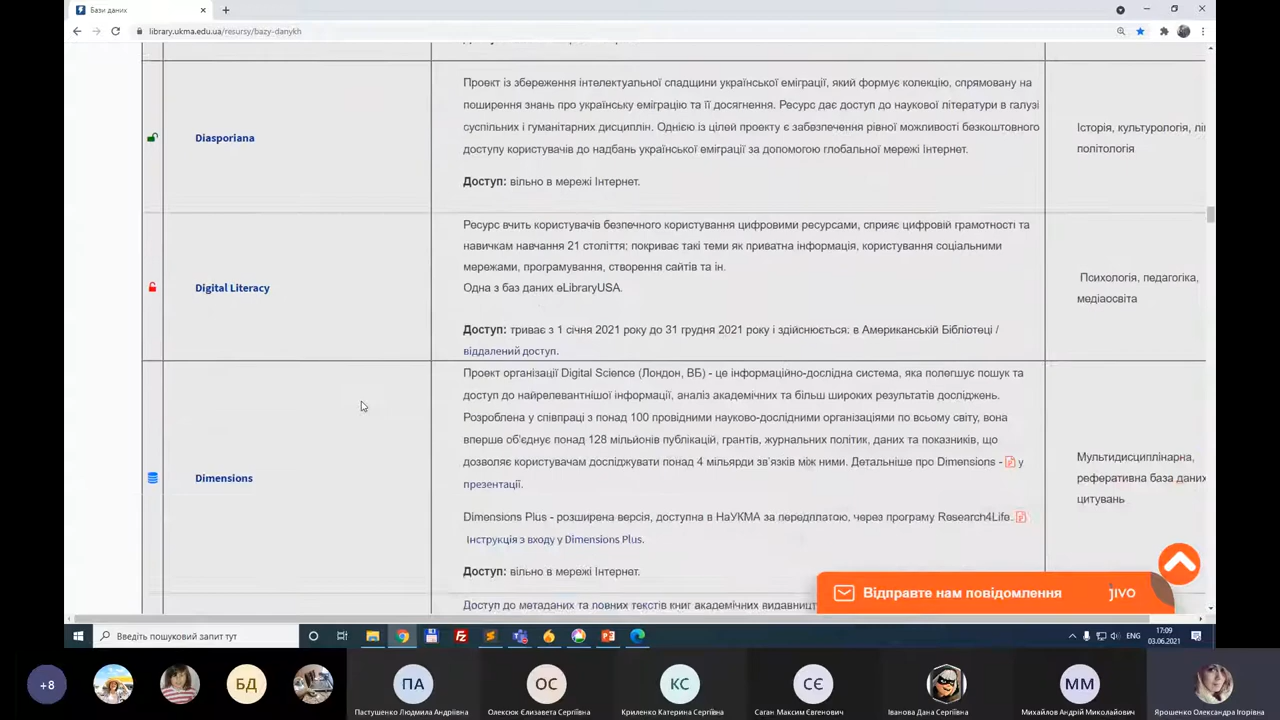 Бази даних
library.ukma.edu.ua/resursy/bazy-danykh
Diasporiana
Проект із збереження інтелектуальної спадщини української еміграції, який формує колекцію, спрямовану на
поширення знань про українську еміграцію та її досягнення. Ресурс дає доступ до наукової літератури в галузі
суспільних і гуманітарних дисциплін. Однією із цілей проекту є забезпечення рівної можливості безкоштовного
доступу користувачів до надбань української еміграції за допомогою глобальної мережі Інтернет.
Доступ: вільно в мережі Інтернет.
Історія, культурологія, лі
політологія
Digital Literacy
Ресурс вчить користувачів безпечного користування цифровими ресурсами, сприяє цифровій грамотності та
навичкам навчання 21 століття; покриває такі теми як приватна інформація, користування соціальними
мережами, програмування, створення сайтів та ін.
Одна з баз даних eLibraryUSA.
Доступ: триває з 1 січня 2021 року до 31 грудня 2021 року і здійснюється: в Американській Бібліотеці /
віддалений доступ.
Психологія, педагогіка,
медіаосвіта
Dimensions
Проект організації Digital Science (Лондон, ВБ) - це інформаційно-дослідна система, яка полегшує пошук та
доступ до найрелевантнішої інформації, аналіз академічних та більш широких результатів досліджень.
Розроблена у співпраці з понад 100 провідними науково-дослідними організаціями по всьому світу, вона
вперше об'єднує понад 128 мільйонів публікацій, грантів, журнальних політик, даних та показників, що
дозволяє користувачам досліджувати понад 4 мільярди зв'язків між ними. Детальніше про Dimensions - у
презентації.
Dimensions Plus - розширена версія, доступна в НаУКМА за передплатою, через програму Research4Life.
Інструкція з входу у Dimensions Plus.
Доступ: вільно в мережі Інтернет.
Мультидисциплінарна,
реферативна база даних
цитувань
Доступ до метаданих та повних текстів книг академічних видавницт
Відправте нам повідомлення
jivo
Введіть пошуковий запит тут
ENG
17:09
03.06.2021
+8
БД
ПА
ОС
КС
СЄ
ММ
Пастушенко Людмила Андріївна
Олексюк Єлизавета Сергіївна
Криленко Катерина Сергіївна
Саган Максим Євгенович
Іванова Дана Сергіївна
Михайлов Андрій Миколайович
Ярошенко Олександра Ігорівна